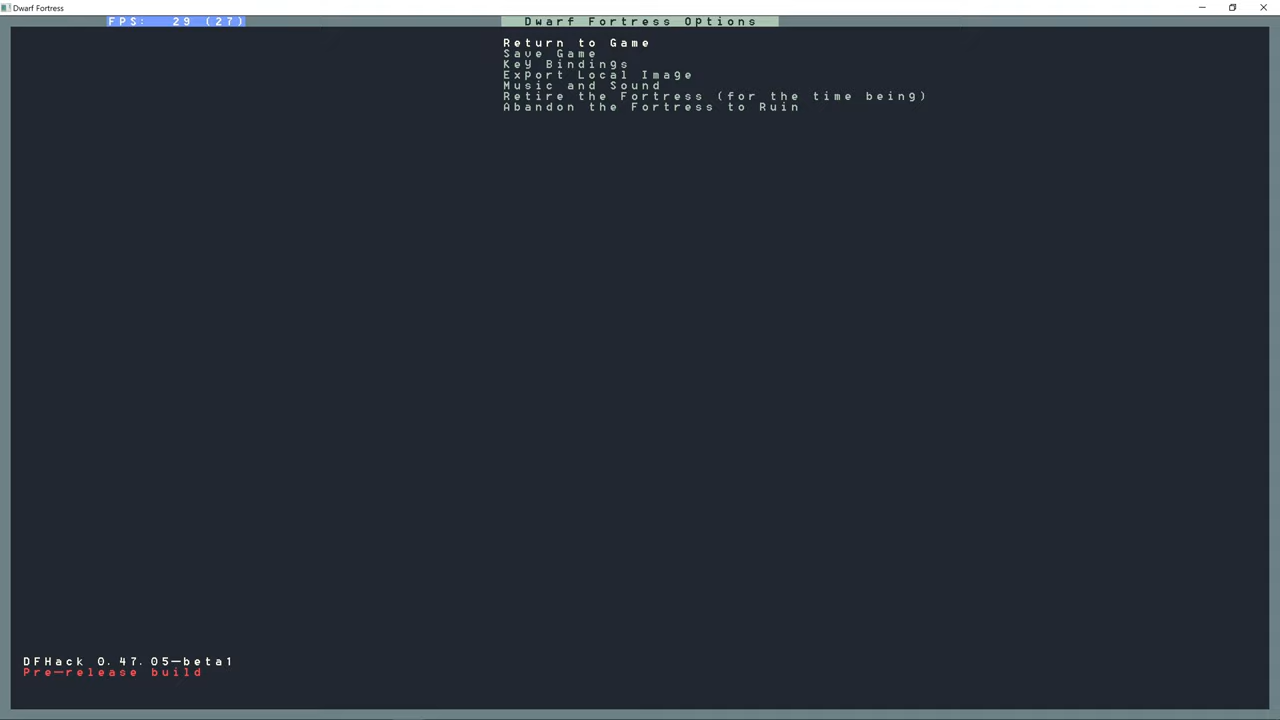 Dwarf Fortress
FPS: 29 (27)
Dwarf Fortress Options
Return to Game
Save Game
Key Bindings
Export Local Image
Music and Sound
Retire the Fortress (for the time being)
Abandon the Fortress to Ruin
DFHack 0.47.05—beta1
Pre—release build